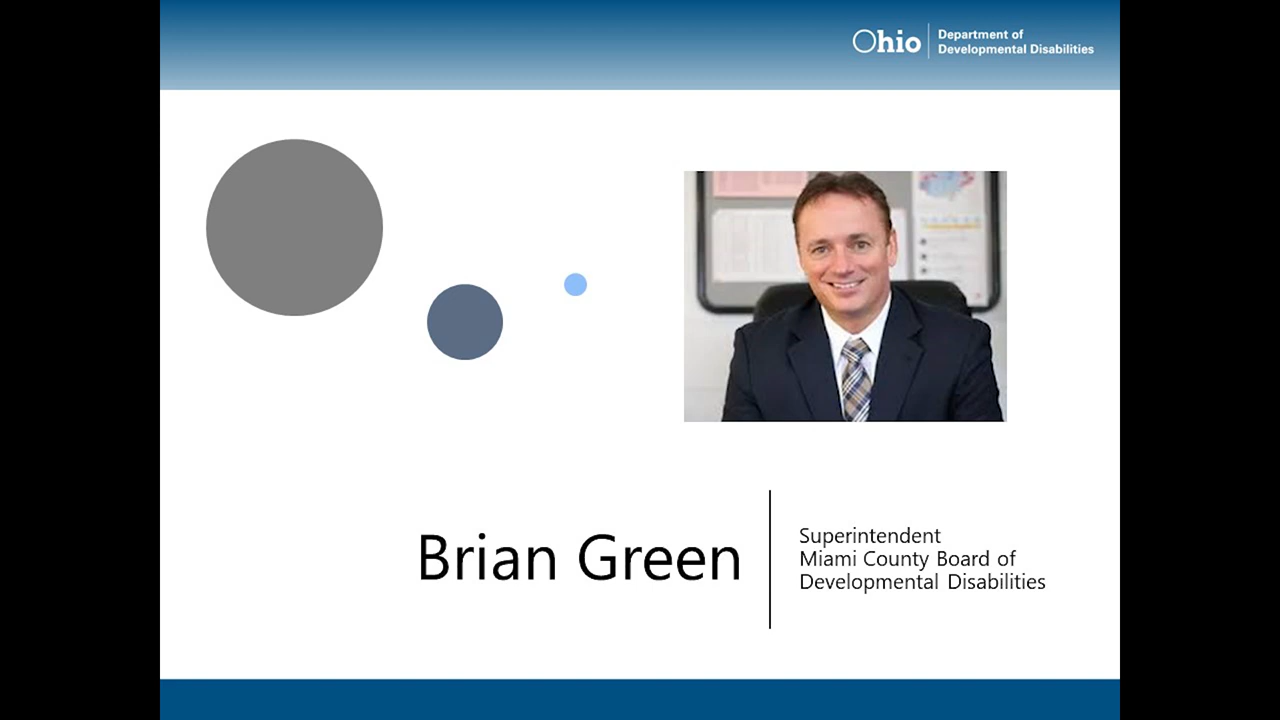 Ohio
Department of
Developmental Disabilities
Brian Green
Superintendent
Miami County Board of
Developmental Disabilities